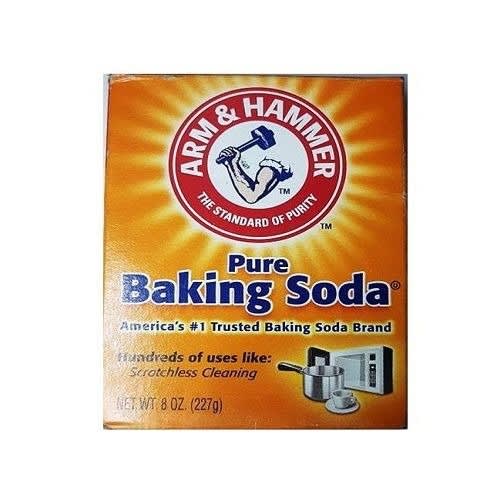 ARM & HAMMER
™
THE STANDARD OF PURITY
™
Pure
Baking Soda®
America's #1 Trusted Baking Soda Brand
Hundreds of uses like:
Scratchless Cleaning
NET WT. 8 OZ. (227g)